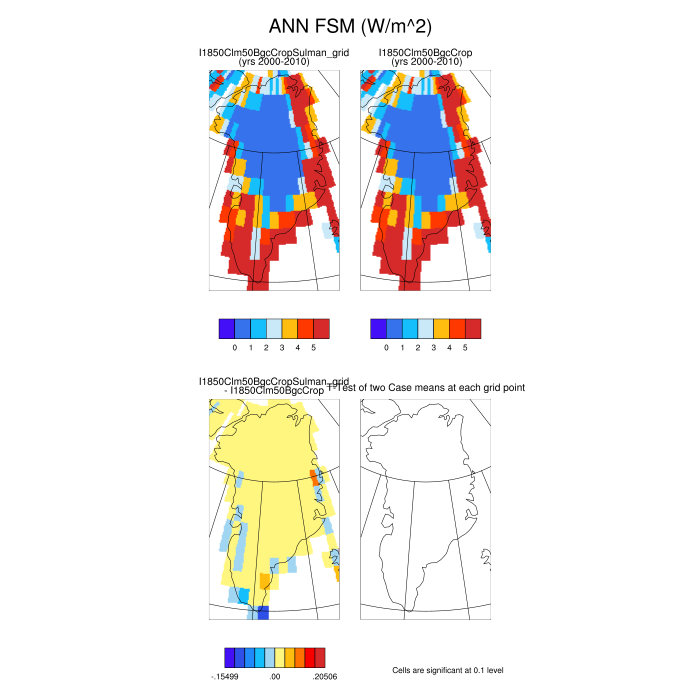 ANN FSM (W/m^2)
I1850Clm50BgcCropSulman_grid
(yrs 2000-2010)
I1850Clm50BgcCrop
(yrs 2000-2010)
0 1 2 3 4 5
0 1 2 3 4 5
I1850Clm50BgcCropSulman_grid
- I1850Clm50BgcCrop
T-Test of two Case means at each grid point
-.15499 .00 .20506
Cells are significant at 0.1 level